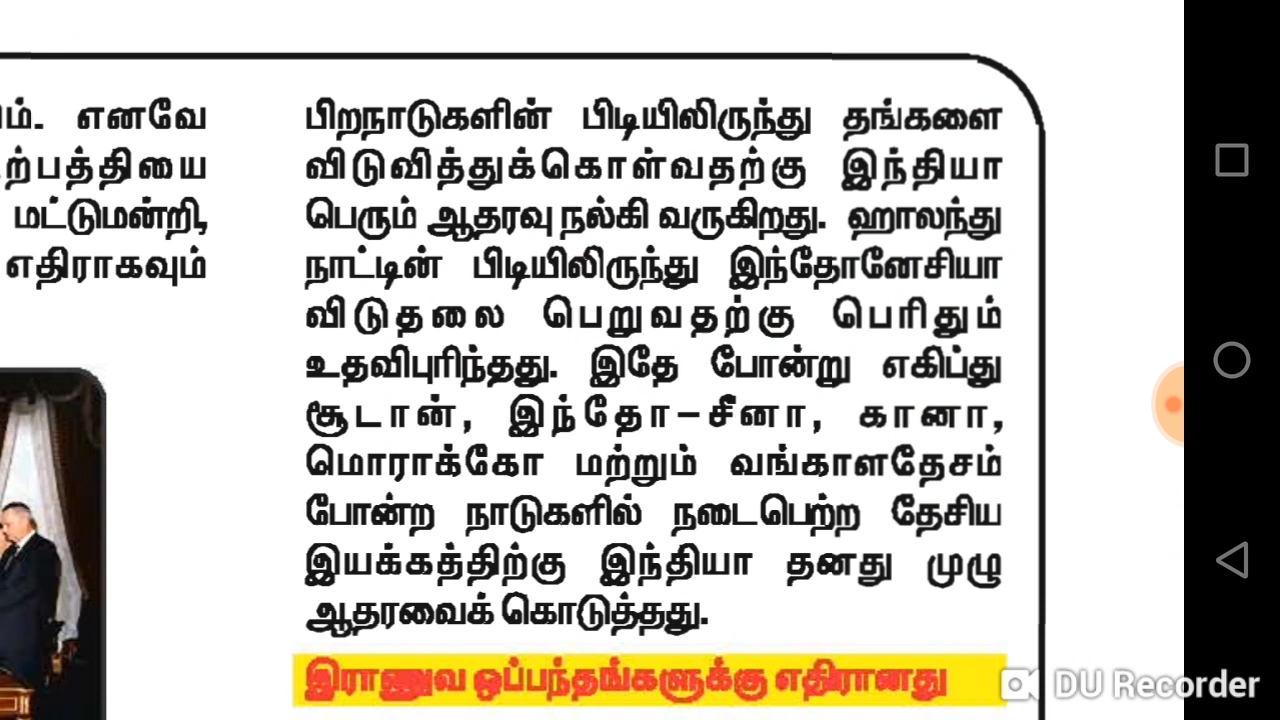 எனவே
மட்டுமன்றி,
எதிராகவும்
பிறநாடுகளின் பிடியிலிருந்து தங்களை
விடுவித்துக்கொள்வதற்கு இந்தியா
பெரும் ஆதரவு நல்கி வருகிறது. ஹாலந்து
நாட்டின் பிடியிலிருந்து இந்தோனேசியா
விடுதலை பெறுவதற்கு பெரிதும்
உதவிபுரிந்தது. இதே போன்று எகிப்து
சூடான், இந்தோ-சீனா, கானா,
மொராக்கோ மற்றும் வங்காளதேசம்
போன்ற நாடுகளில் நடைபெற்ற தேசிய
இயக்கத்திற்கு இந்தியா தனது முழு
ஆதரவைக் கொடுத்தது.
இராணுவ ஒப்பந்தங்களுக்கு எதிரானது
DU Recorder